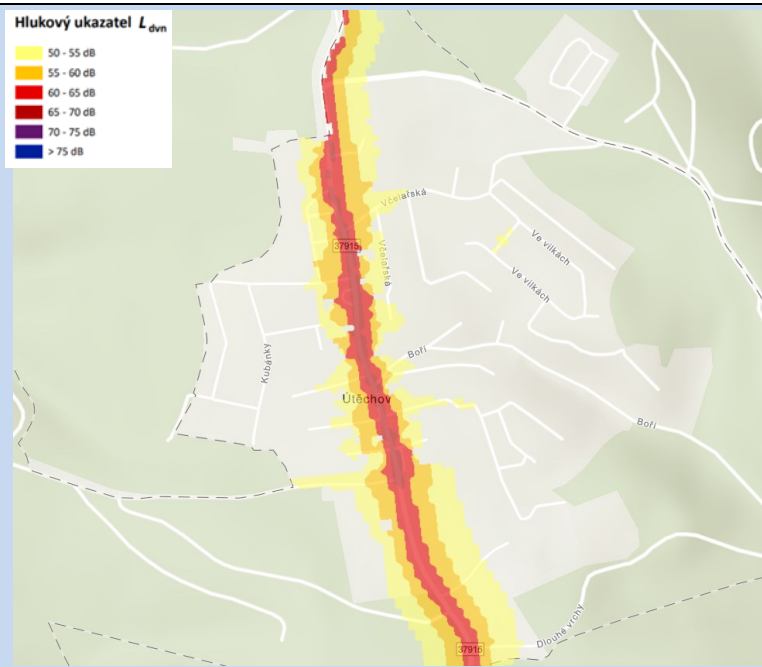 Hlukový ukazatel L dvn
50 - 55 dB
55 - 60 dB
60 - 65 dB
65 - 70 dB
70 - 75 dB
> 75 dB
Včelařská
37915
Včelařská
Ve vilkách
Ve vilkách
Kubánky
Boří
Útěchov
Boří
Dlouhé vrchy
37915